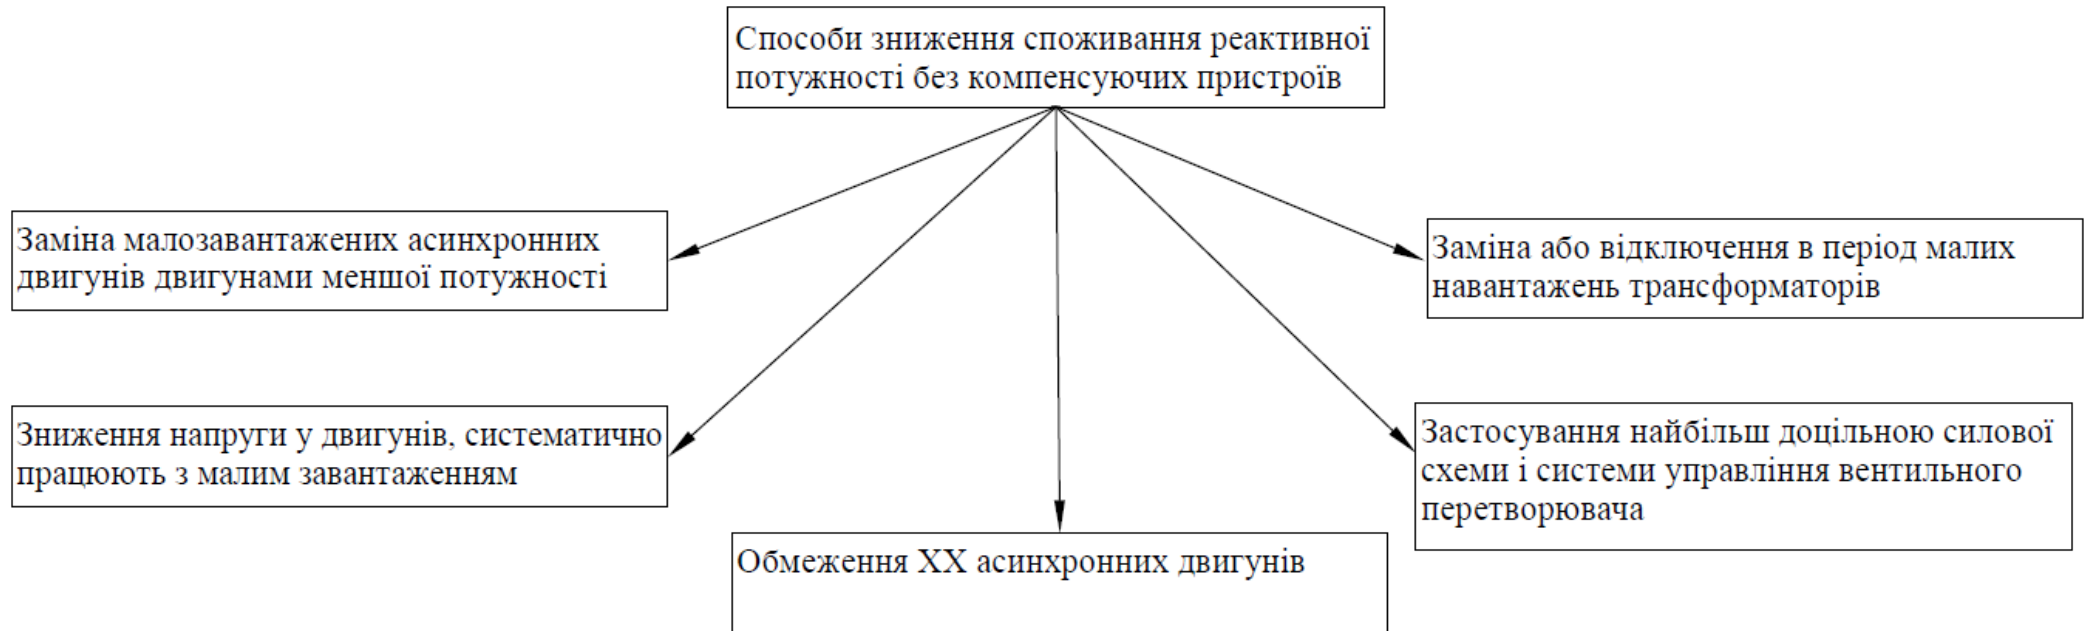 Способи зниження споживання реактивної
потужності без компенсуючих пристроїв
Заміна малозавантажених асинхронних
двигунів двигунами меншої потужності
Заміна або відключення в період малих
навантажень трансформаторів
Зниження напруги у двигунів, систематично
працюють з малим завантаженням
Застосування найбільш доцільною силової
схеми і системи управління вентильного
перетворювача
Обмеження ХХ асинхронних двигунів